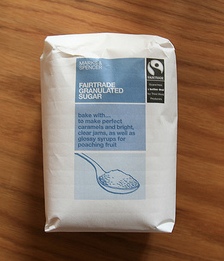 MARKS &
SPENCER
FAIRTRADE
GRANULATED
SUGAR
bake with...
to make perfect
caramels and bright,
clear jams, as well as
glossy syrups for
poaching fruit
FAIRTRADE